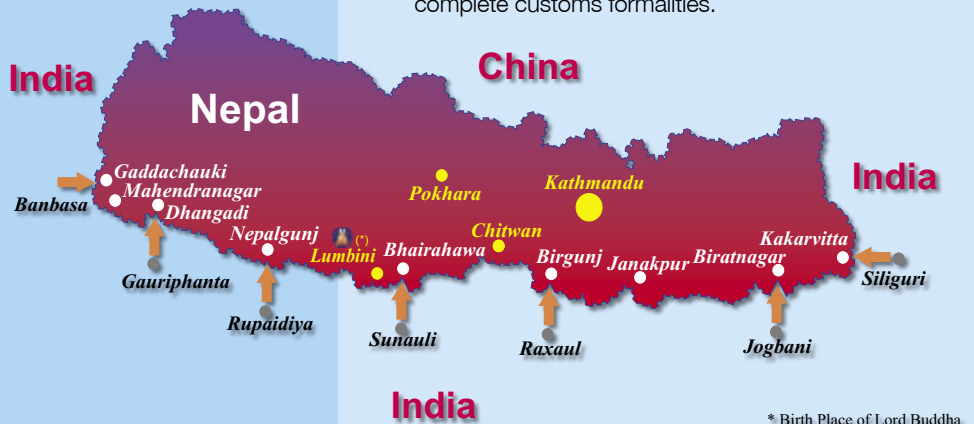 complete customs formalities.
China
India
Nepal
India
Gaddachauki
Mahendranagar
Banbasa
Dhangadi
Pokhara
Kathmandu
Nepalgunj
(*)
Lumbini
Bhairahawa
Chitwan
Birgunj
Janakpur
Biratnagar
Kakarvitta
Gauriphanta
Siliguri
Rupaidiya
Sunauli
Raxaul
Jogbani
India
* Birth Place of Lord Buddha